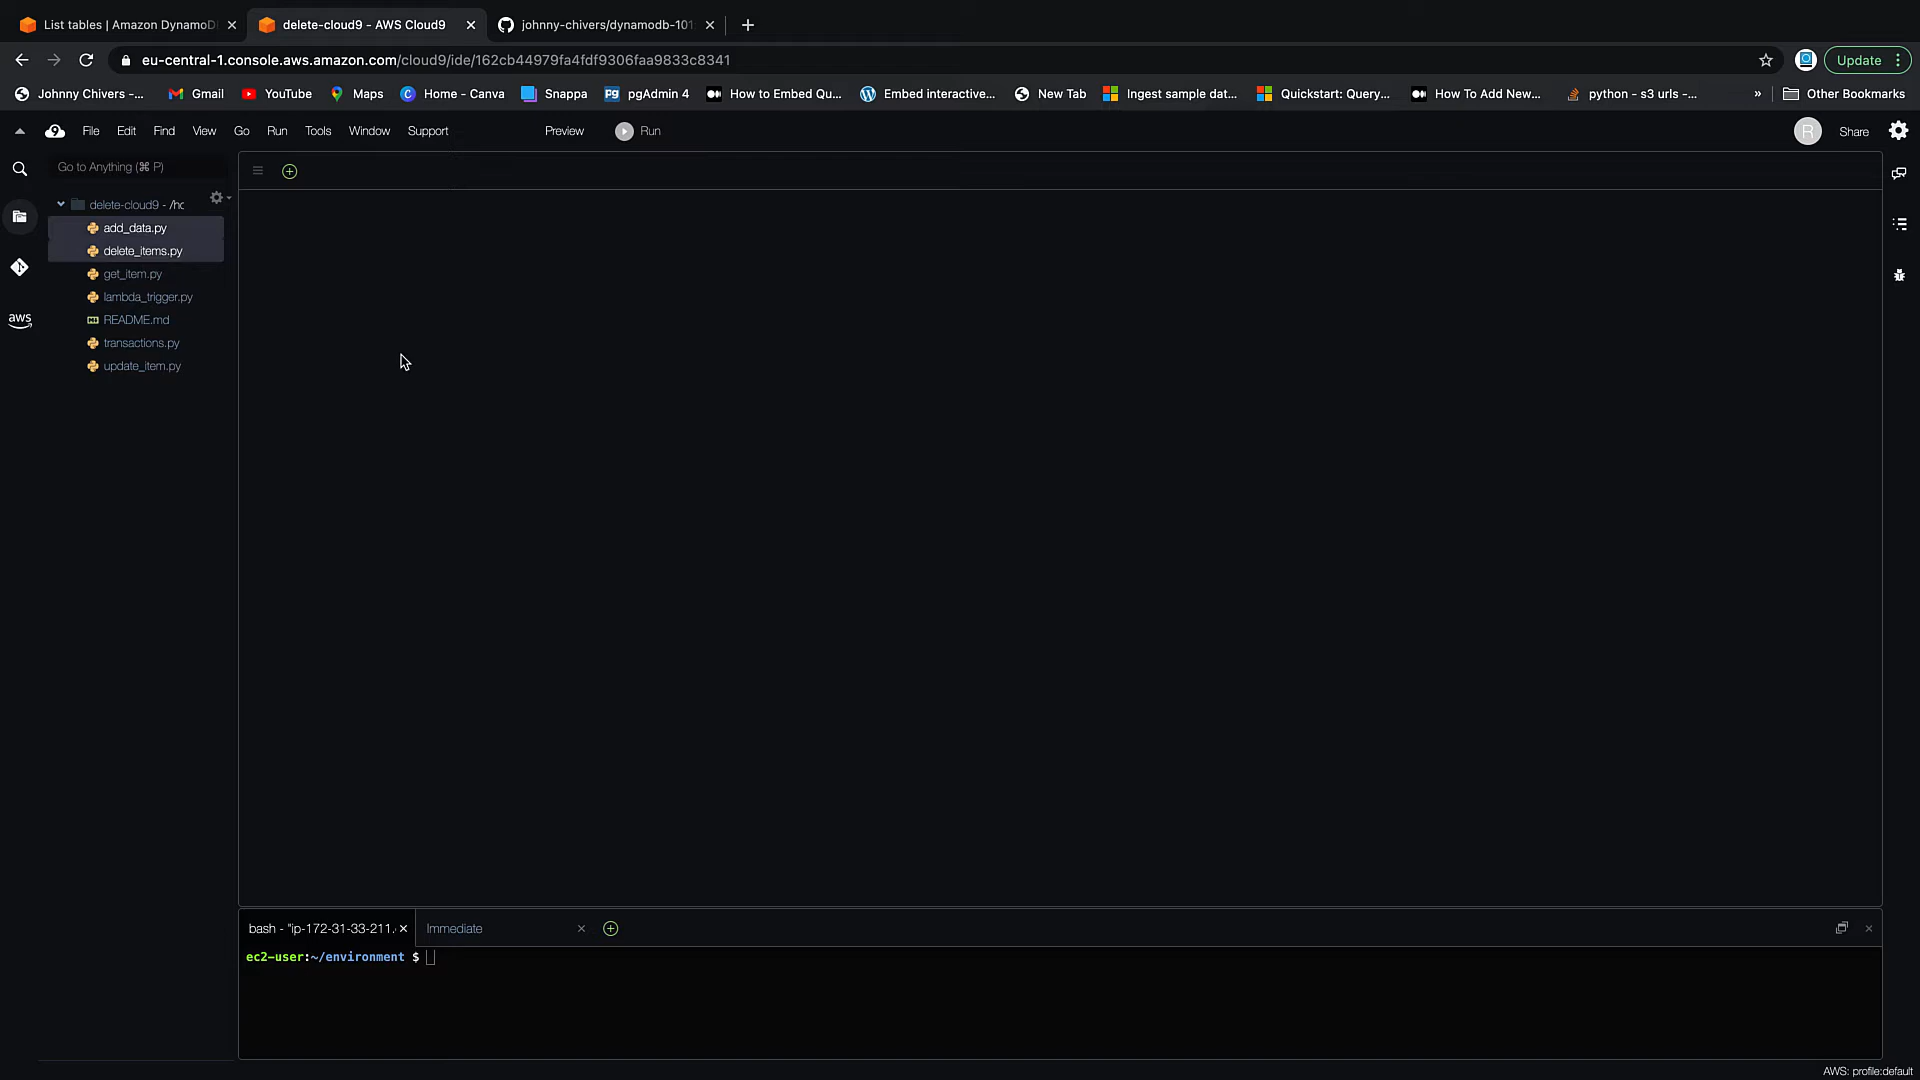 List tables | Amazon DynamoD
delete-cloud9 - AWS Cloud9
johnny-chivers/dynamodb-101
eu-central-1.console.aws.amazon.com/cloud9/ide/162cb44979fa4fdf9306faa9833c8341
Update
Johnny Chivers -...
Gmail
YouTube
Maps
Home - Canva
Snappa
pgAdmin 4
How to Embed Qu...
Embed interactive...
New Tab
Ingest sample dat...
Quickstart: Query...
How To Add New...
python - s3 urls -...
»
Other Bookmarks
9
File
Edit
Find
View
Go
Run
Tools
Window
Support
Preview
Run
R
Share
Go to Anything (⌘ P)
delete-cloud9 - /hc
add_data.py
delete_items.py
get_item.py
lambda_trigger.py
README.md
transactions.py
update_item.py
aws
bash - "ip-172-31-33-211.
Immediate
ec2-user:~/environment $
AWS: profile:default